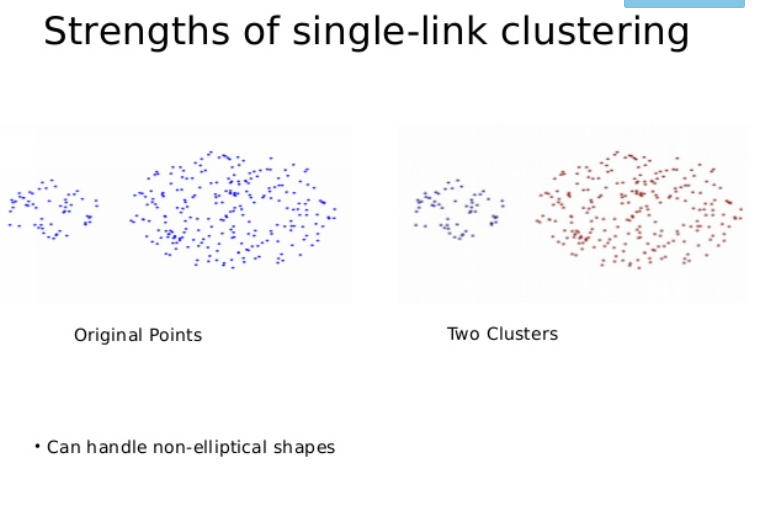 Strengths of single-link clustering
Original Points
Two Clusters
• Can handle non-elliptical shapes